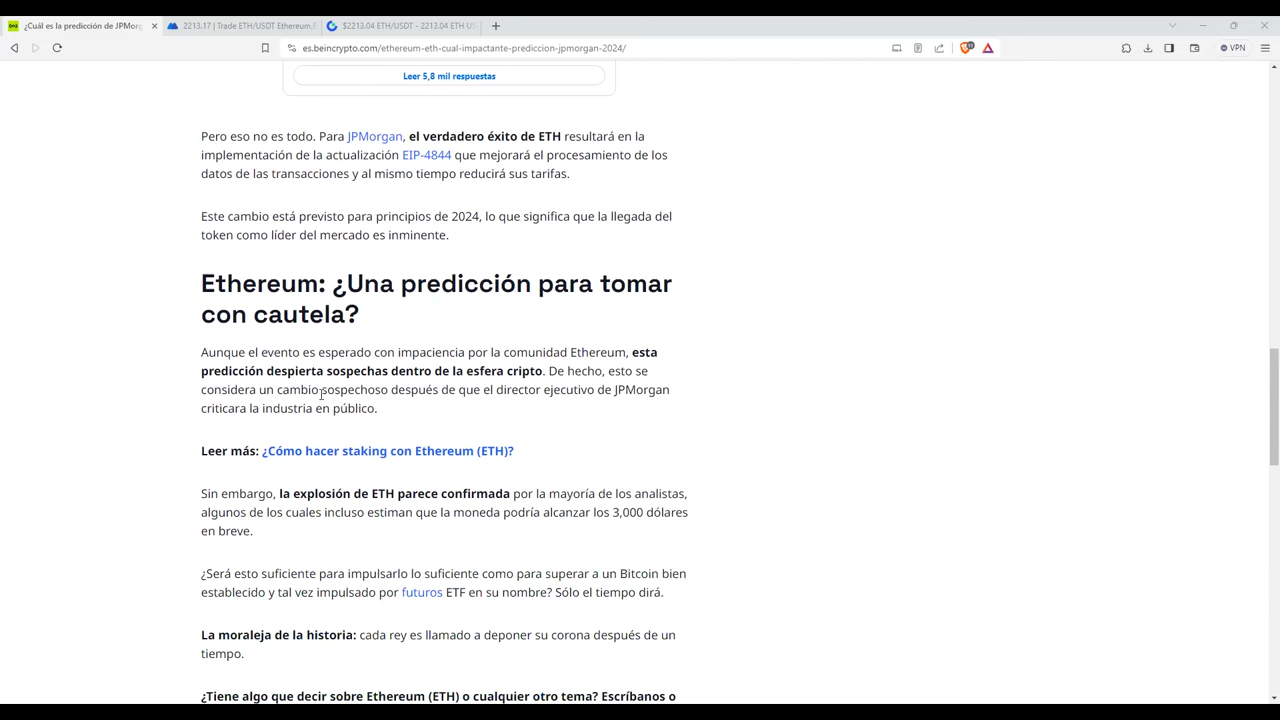 ¿Cuál es la predicción de JPMorg
2213.17 | Trade ETH/USDT Ethereum,
$2213.04 ETH/USDT - 2213.04 ETH US
es.beincrypto.com/ethereum-eth-cual-impactante-prediccion-jpmorgan-2024/
VPN
Leer 5,8 mil respuestas
Pero eso no es todo. Para JPMorgan, el verdadero éxito de ETH resultará en la
implementación de la actualización EIP-4844 que mejorará el procesamiento de los
datos de las transacciones y al mismo tiempo reducirá sus tarifas.
Este cambio está previsto para principios de 2024, lo que significa que la llegada del
token como líder del mercado es inminente.
Ethereum: ¿Una predicción para tomar
con cautela?
Aunque el evento es esperado con impaciencia por la comunidad Ethereum, esta
predicción despierta sospechas dentro de la esfera cripto. De hecho, esto se
considera un cambio sospechoso después de que el director ejecutivo de JPMorgan
criticara la industria en público.
Leer más: ¿Cómo hacer staking con Ethereum (ETH)?
Sin embargo, la explosión de ETH parece confirmada por la mayoría de los analistas,
algunos de los cuales incluso estiman que la moneda podría alcanzar los 3,000 dólares
en breve.
¿Será esto suficiente para impulsarlo lo suficiente como para superar a un Bitcoin bien
establecido y tal vez impulsado por futuros ETF en su nombre? Sólo el tiempo dirá.
La moraleja de la historia: cada rey es llamado a deponer su corona después de un
tiempo.
¿Tiene algo que decir sobre Ethereum (ETH) o cualquier otro tema? Escríbanos o